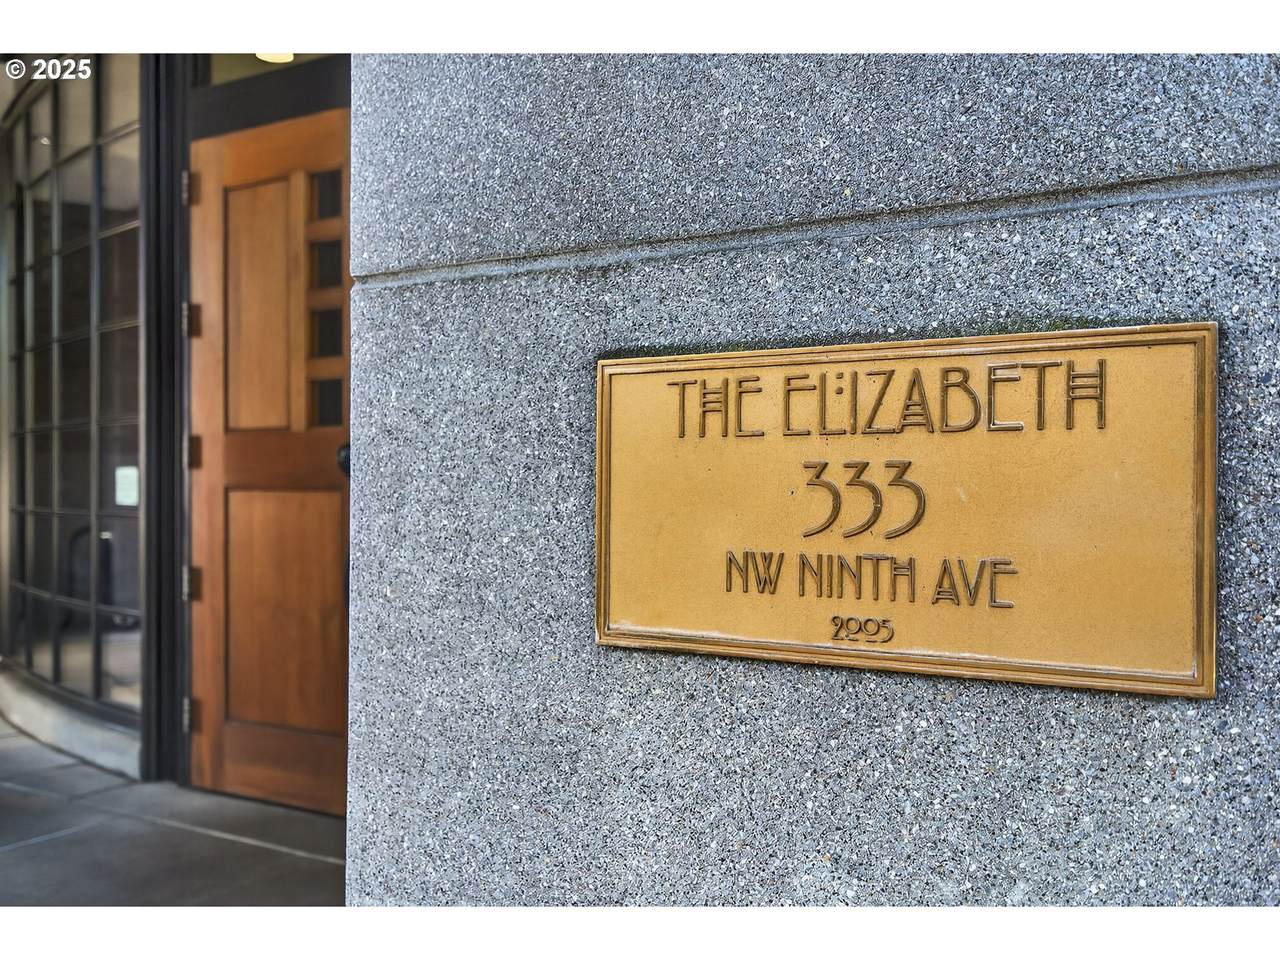 © 2025
THE ELIZABETH
333
NW NINTH AVE
2005